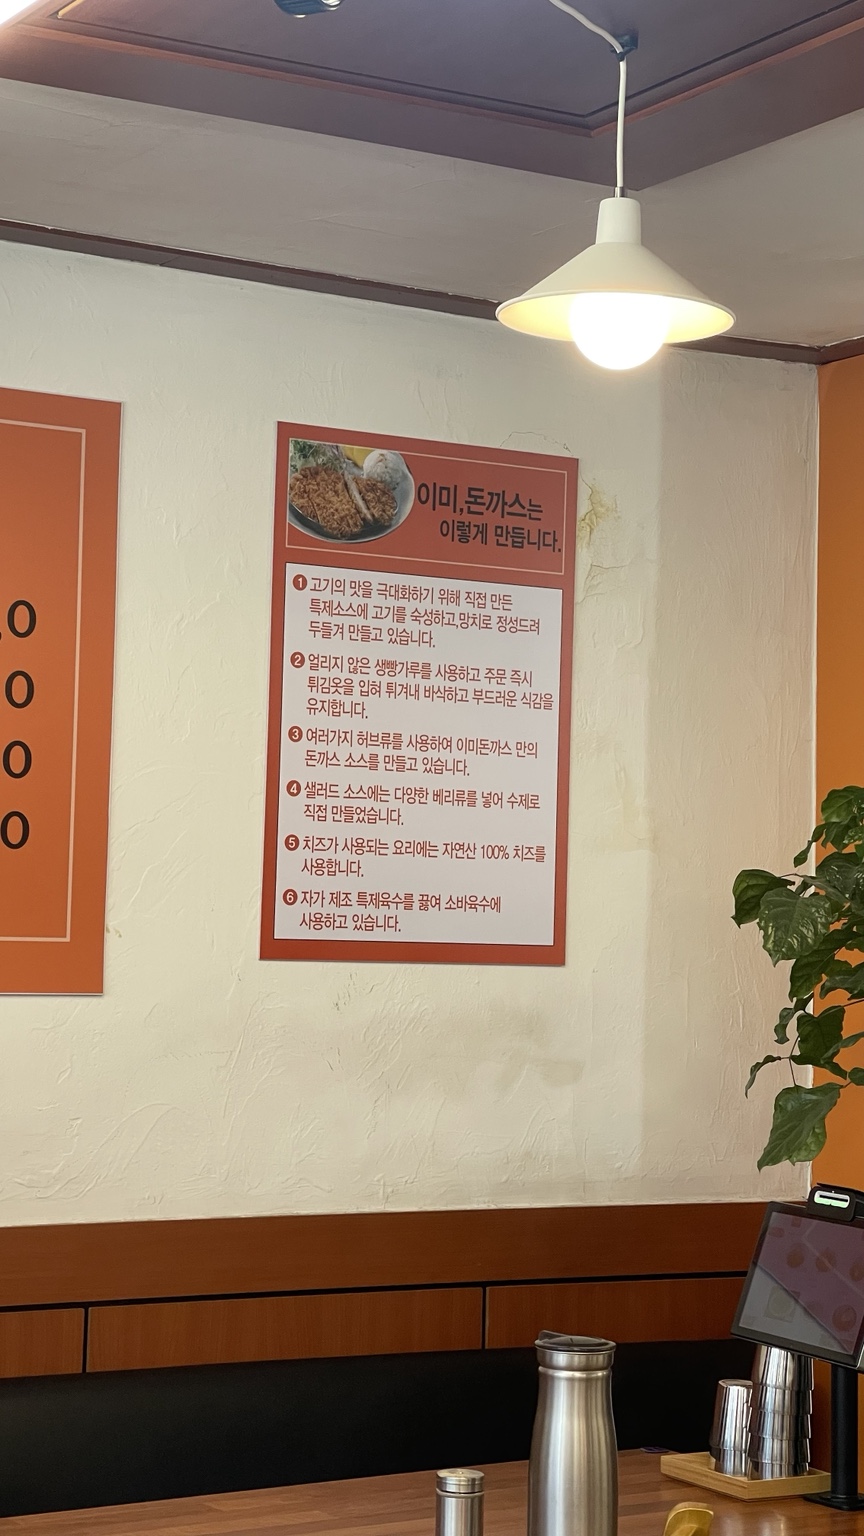 ,0
0
0
0
이미,돈까스는
이렇게 만듭니다.
1 고기의 맛을 극대화하기 위해 직접 만든
특제소스에 고기를 숙성하고,망치로 정성드려
두들겨 만들고 있습니다.
2 얼리지 않은 생빵가루를 사용하고 주문 즉시
튀김옷을 입혀 튀겨내 바삭하고 부드러운 식감을
유지합니다.
3 여러가지 허브류를 사용하여 이미돈까스 만의
돈까스 소스를 만들고 있습니다.
4 샐러드 소스에는 다양한 베리류를 넣어 수제로
직접 만들었습니다.
5 치즈가 사용되는 요리에는 자연산 100% 치즈를
사용합니다.
6 자가 제조 특제육수를 끓여 소바육수에
사용하고 있습니다.